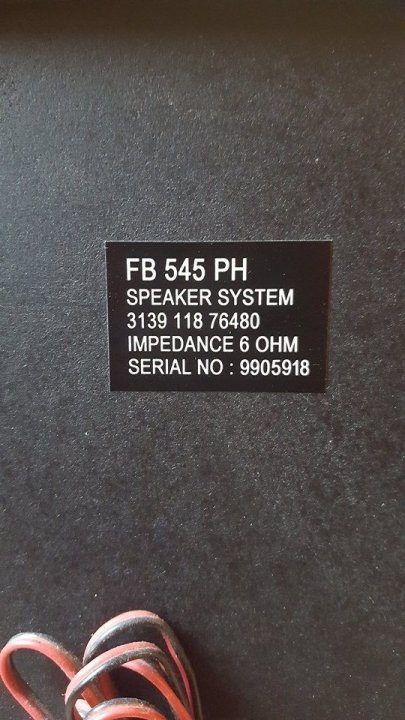 FB 545 PH
SPEAKER SYSTEM
3139 118 76480
IMPEDANCE 6 OHM
SERIAL NO : 9905918